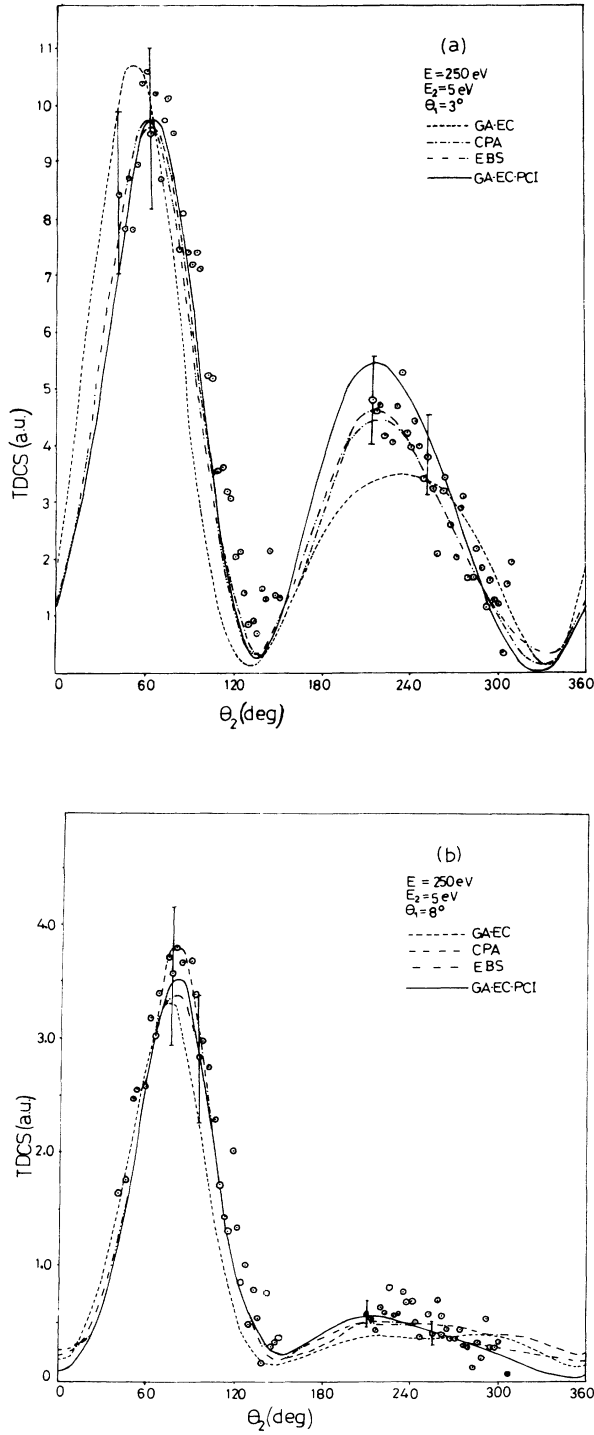 (a)
E = 250 eV
E₂ = 5 eV
θ₁ = 3°
GA-EC
CPA
EBS
GA-EC-PCI
TDCS (a.u.)
11
10
9
8
7
6
5
4
3
2
1
0 60 120 180 240 300 360
θ₂ (deg)
(b)
E = 250 eV
E₂ = 5 eV
θ₁ = 8°
GA-EC
CPA
EBS
GA-EC-PCI
TDCS (a.u)
4.0
3.0
2.0
1.0
0
0 60 120 180 240 300 360
θ₂ (deg)